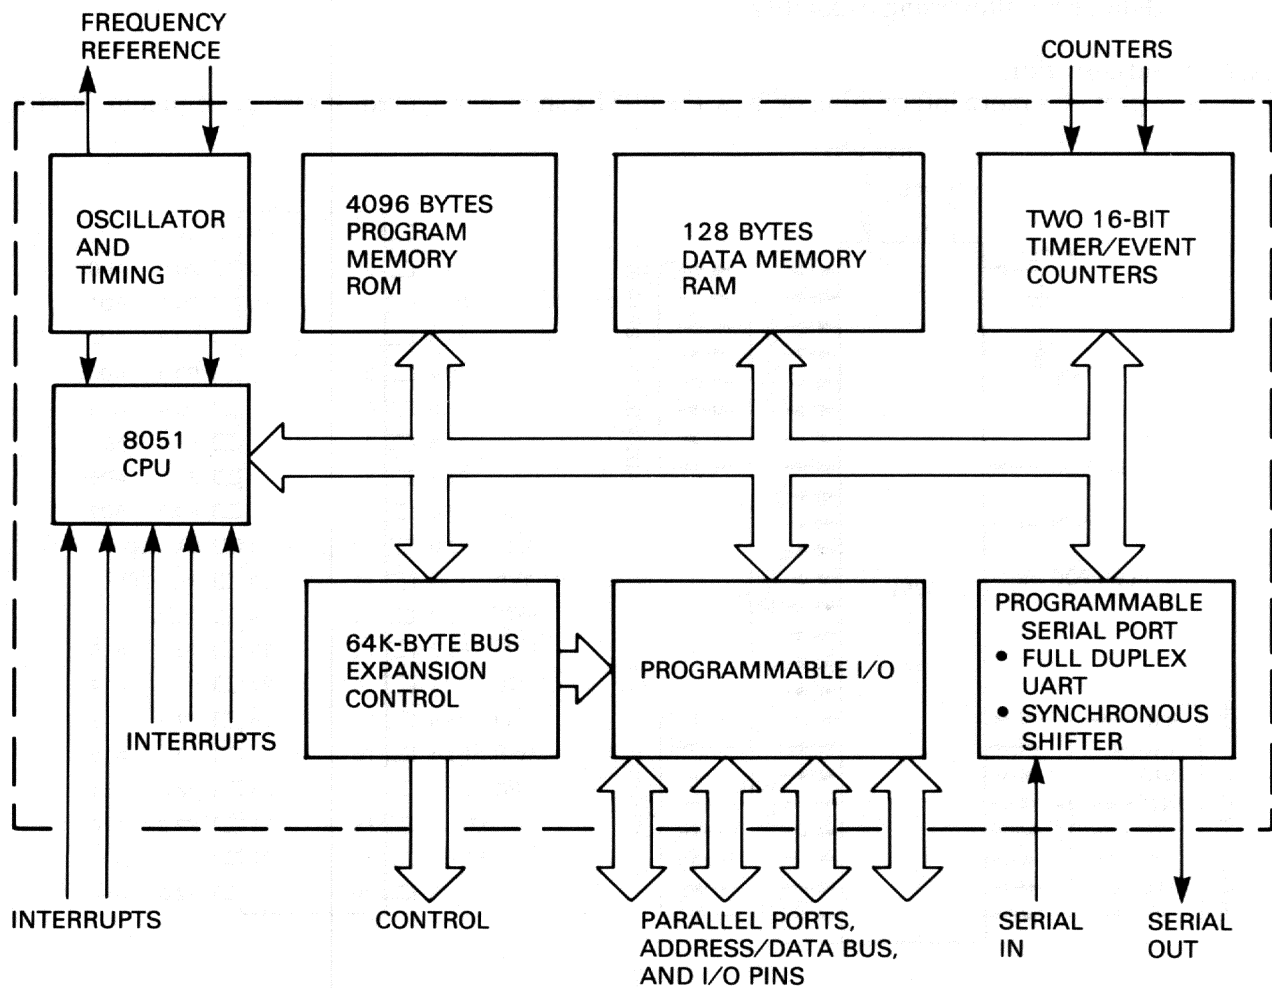 FREQUENCY
REFERENCE
COUNTERS
OSCILLATOR
AND
TIMING
4096 BYTES
PROGRAM
MEMORY
ROM
128 BYTES
DATA MEMORY
RAM
TWO 16-BIT
TIMER/EVENT
COUNTERS
8051
CPU
INTERRUPTS
64K-BYTE BUS
EXPANSION
CONTROL
PROGRAMMABLE I/O
PROGRAMMABLE
SERIAL PORT
• FULL DUPLEX
UART
• SYNCHRONOUS
SHIFTER
INTERRUPTS
CONTROL
PARALLEL PORTS,
ADDRESS/DATA BUS,
AND I/O PINS
SERIAL
IN
SERIAL
OUT